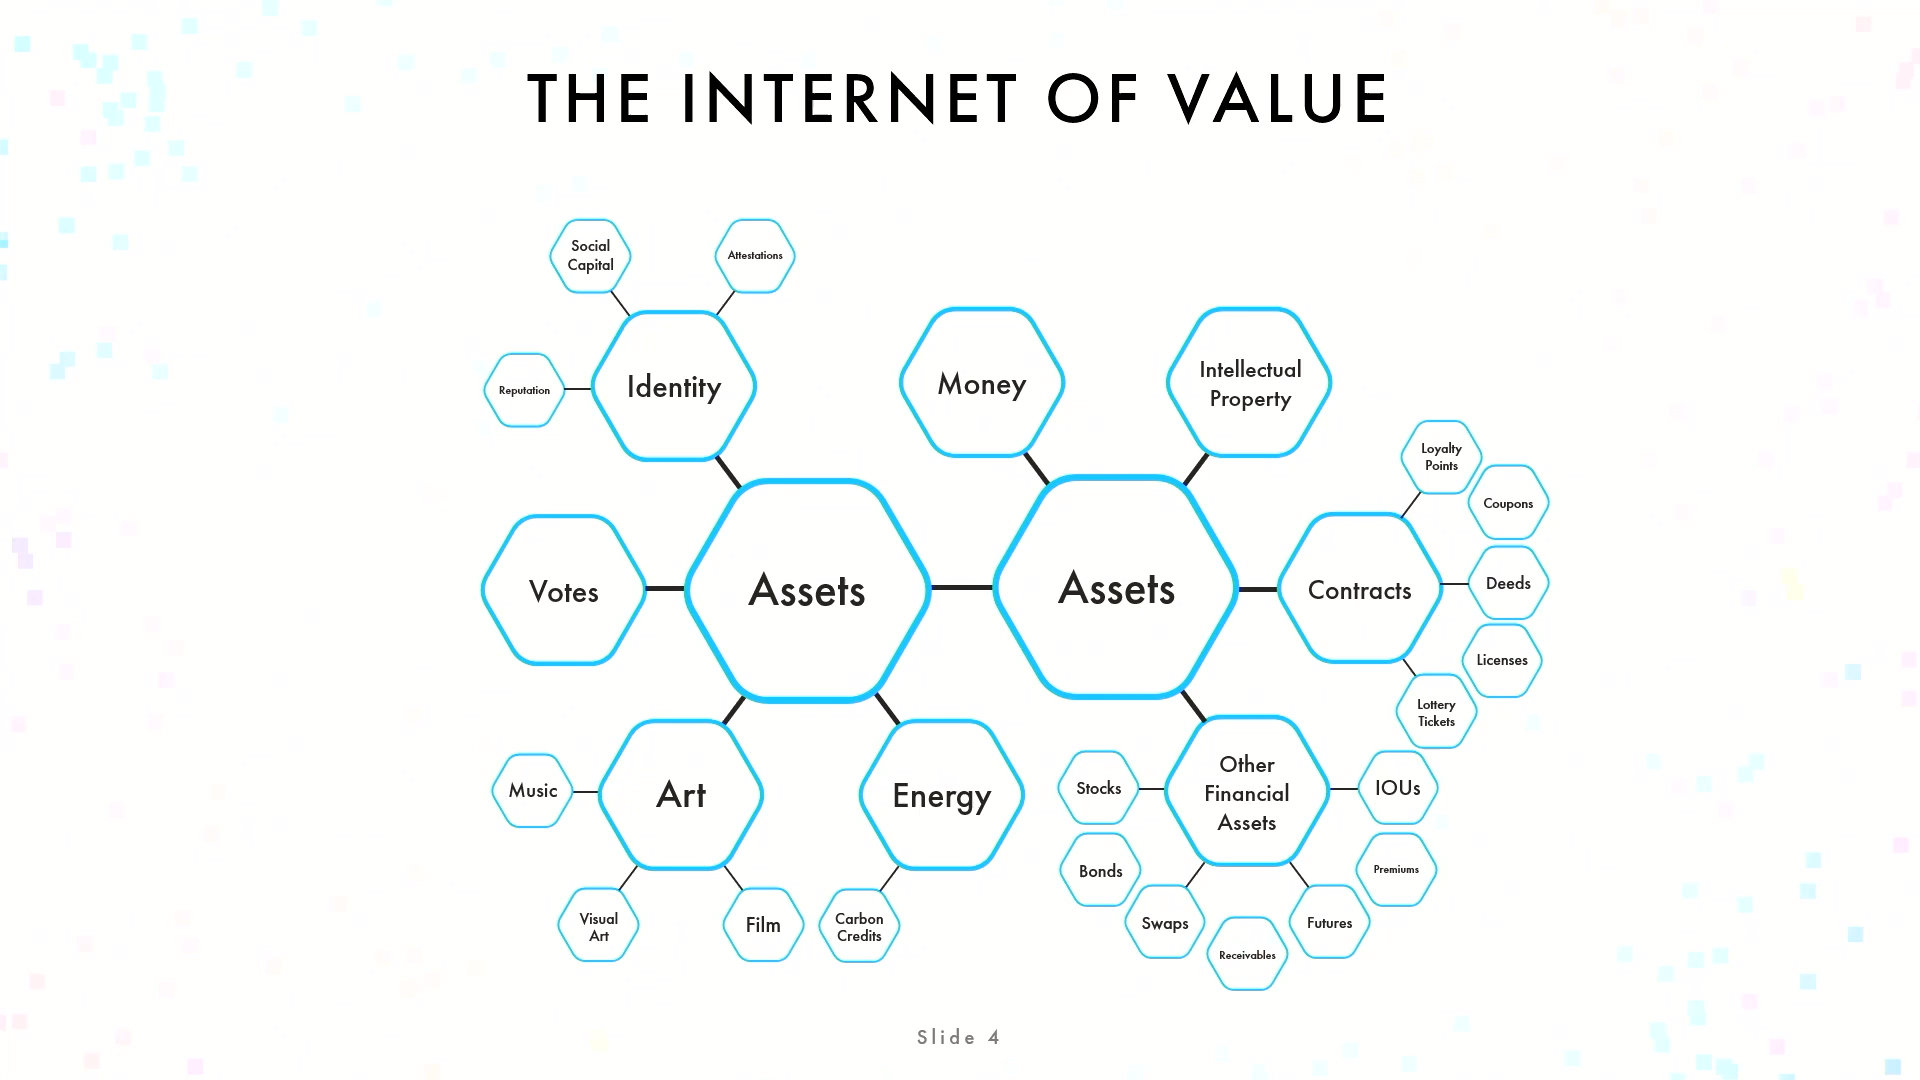 THE INTERNET OF VALUE
Social
Capital
Attestations
Reputation
Identity
Money
Intellectual
Property
Loyalty
Points
Coupons
Votes
Assets
Assets
Contracts
Deeds
Licenses
Lottery
Tickets
Music
Art
Energy
Other
Financial
Assets
Stocks
IOUs
Bonds
Premiums
Visual
Art
Film
Carbon
Credits
Swaps
Futures
Receivables
Slide 4